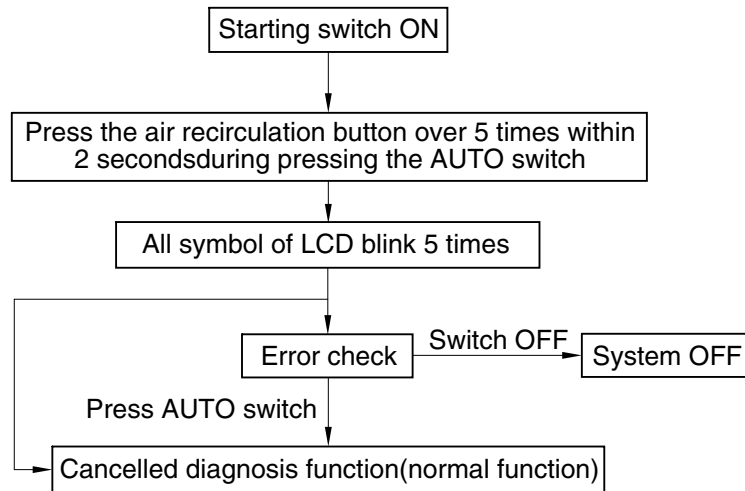 Starting switch ON
Press the air recirculation button over 5 times within
2 secondsduring pressing the AUTO switch
All symbol of LCD blink 5 times
Error check
Switch OFF
System OFF
Press AUTO switch
Cancelled diagnosis function(normal function)